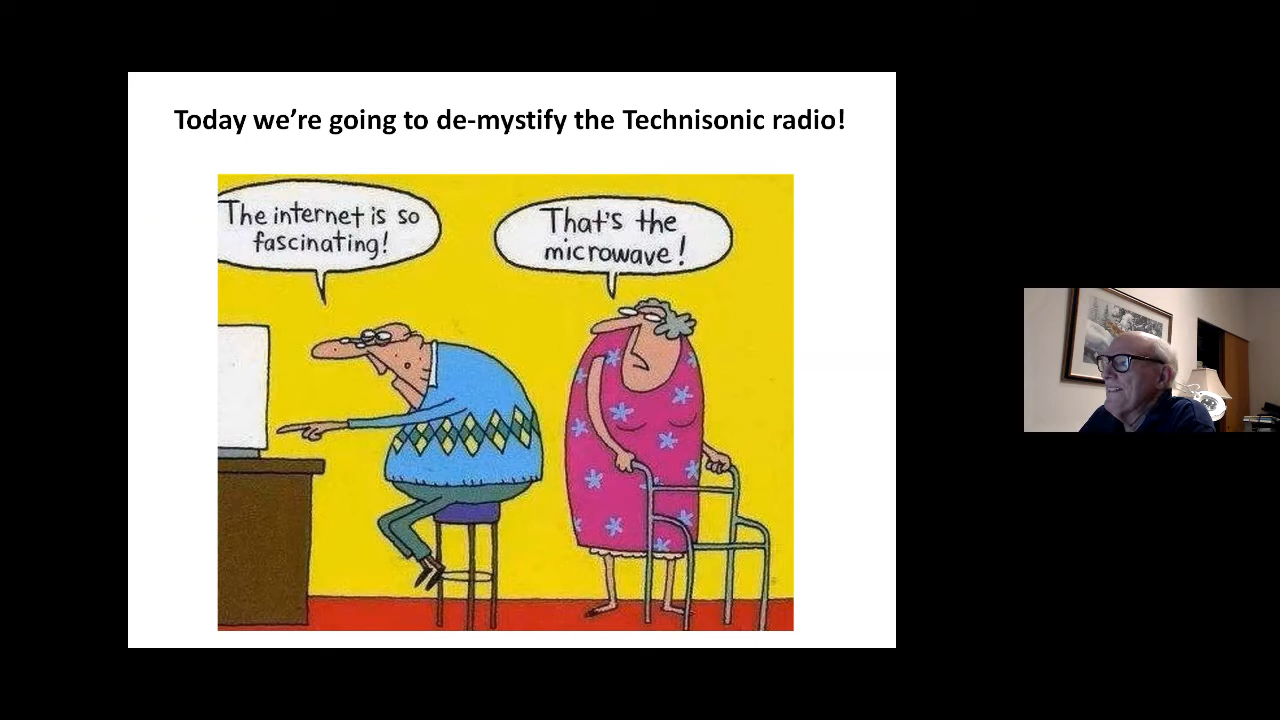 Today we’re going to de-mystify the Technisonic radio!
The internet is so
fascinating!
That's the
microwave!